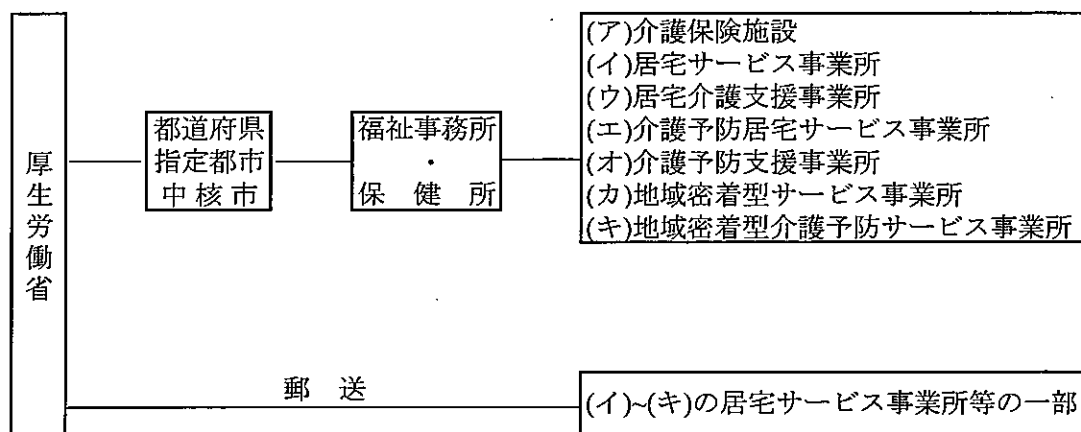 厚生労働省
都道府県
指定都市
中核市
福祉事務所
・
保健所
(ア)介護保険施設
(イ)居宅サービス事業所
(ウ)居宅介護支援事業所
(エ)介護予防居宅サービス事業所
(オ)介護予防支援事業所
(カ)地域密着型サービス事業所
(キ)地域密着型介護予防サービス事業所
郵送
(イ)~(キ)の居宅サービス事業所等の一部